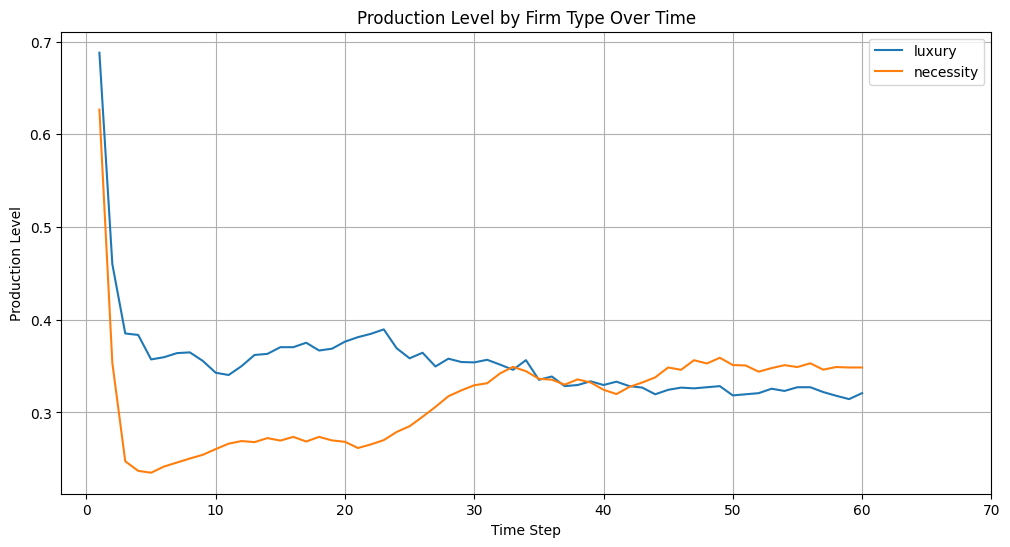 Production Level by Firm Type Over Time
luxury
necessity
Production Level
0.7
0.6
0.5
0.4
0.3
0 10 20 30 40 50 60 70
Time Step